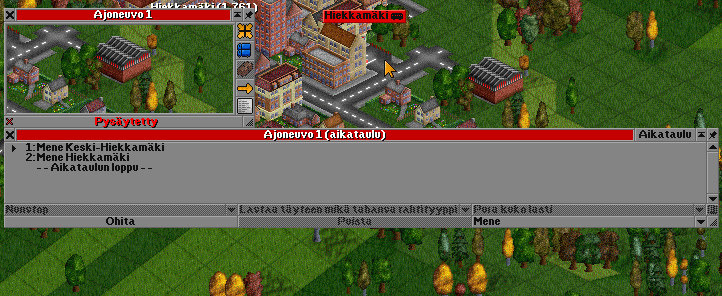 Hiekkamäki (1,761)
Hiekkamäki
Ajoneuvo 1
Pysäytetty
Ajoneuvo 1 (aikataulu)
Aikataulu
1: Mene Keski-Hiekkamäki
2: Mene Hiekkamäki
- - Aikataulun loppu - -
Nonstop
Lastaa täyteen mikä tahansa rahtityyppi
Pura koko lasti
Ohita
Poista
Mene